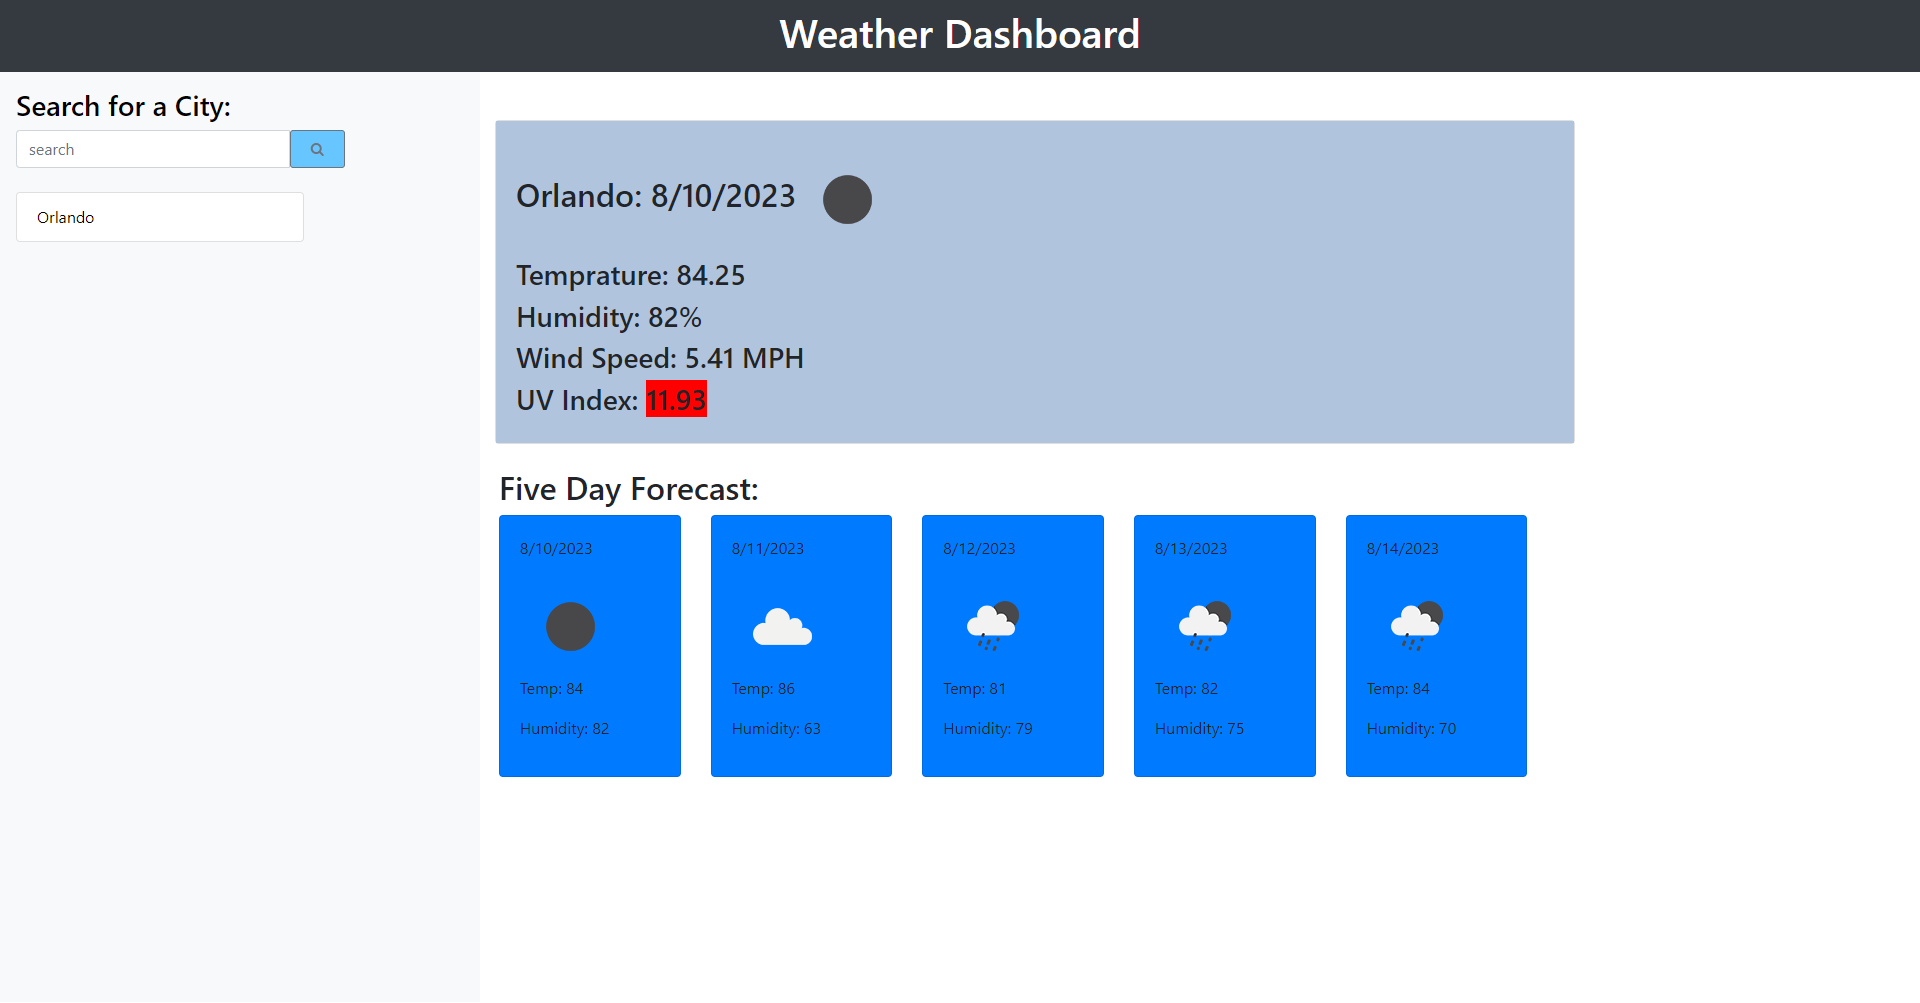 Weather Dashboard
Search for a City:
search
Orlando
Orlando: 8/10/2023
Temprature: 84.25
Humidity: 82%
Wind Speed: 5.41 MPH
UV Index: 11.93
Five Day Forecast:
8/10/2023
Temp: 84
Humidity: 82
8/11/2023
Temp: 86
Humidity: 63
8/12/2023
Temp: 81
Humidity: 79
8/13/2023
Temp: 82
Humidity: 75
8/14/2023
Temp: 84
Humidity: 70